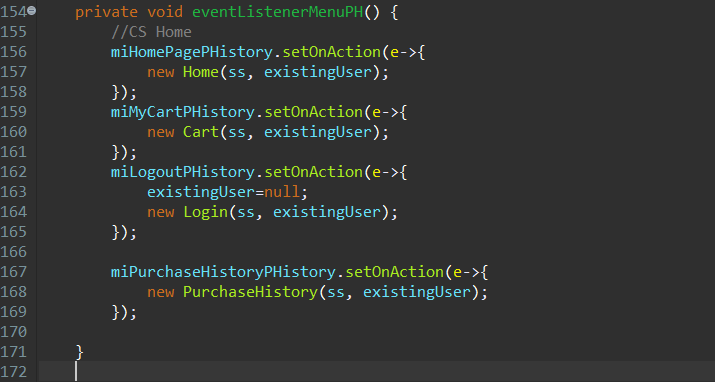 154 private void eventListenerMenuPH() {
155 //CS Home
156 miHomePagePHistory.setOnAction(e->{
157 new Home(ss, existingUser);
158 });
159 miMyCartPHistory.setOnAction(e->{
160 new Cart(ss, existingUser);
161 });
162 miLogoutPHistory.setOnAction(e->{
163 existingUser=null;
164 new Login(ss, existingUser);
165 });
166
167 miPurchaseHistoryPHistory.setOnAction(e->{
168 new PurchaseHistory(ss, existingUser);
169 });
170
171 }
172